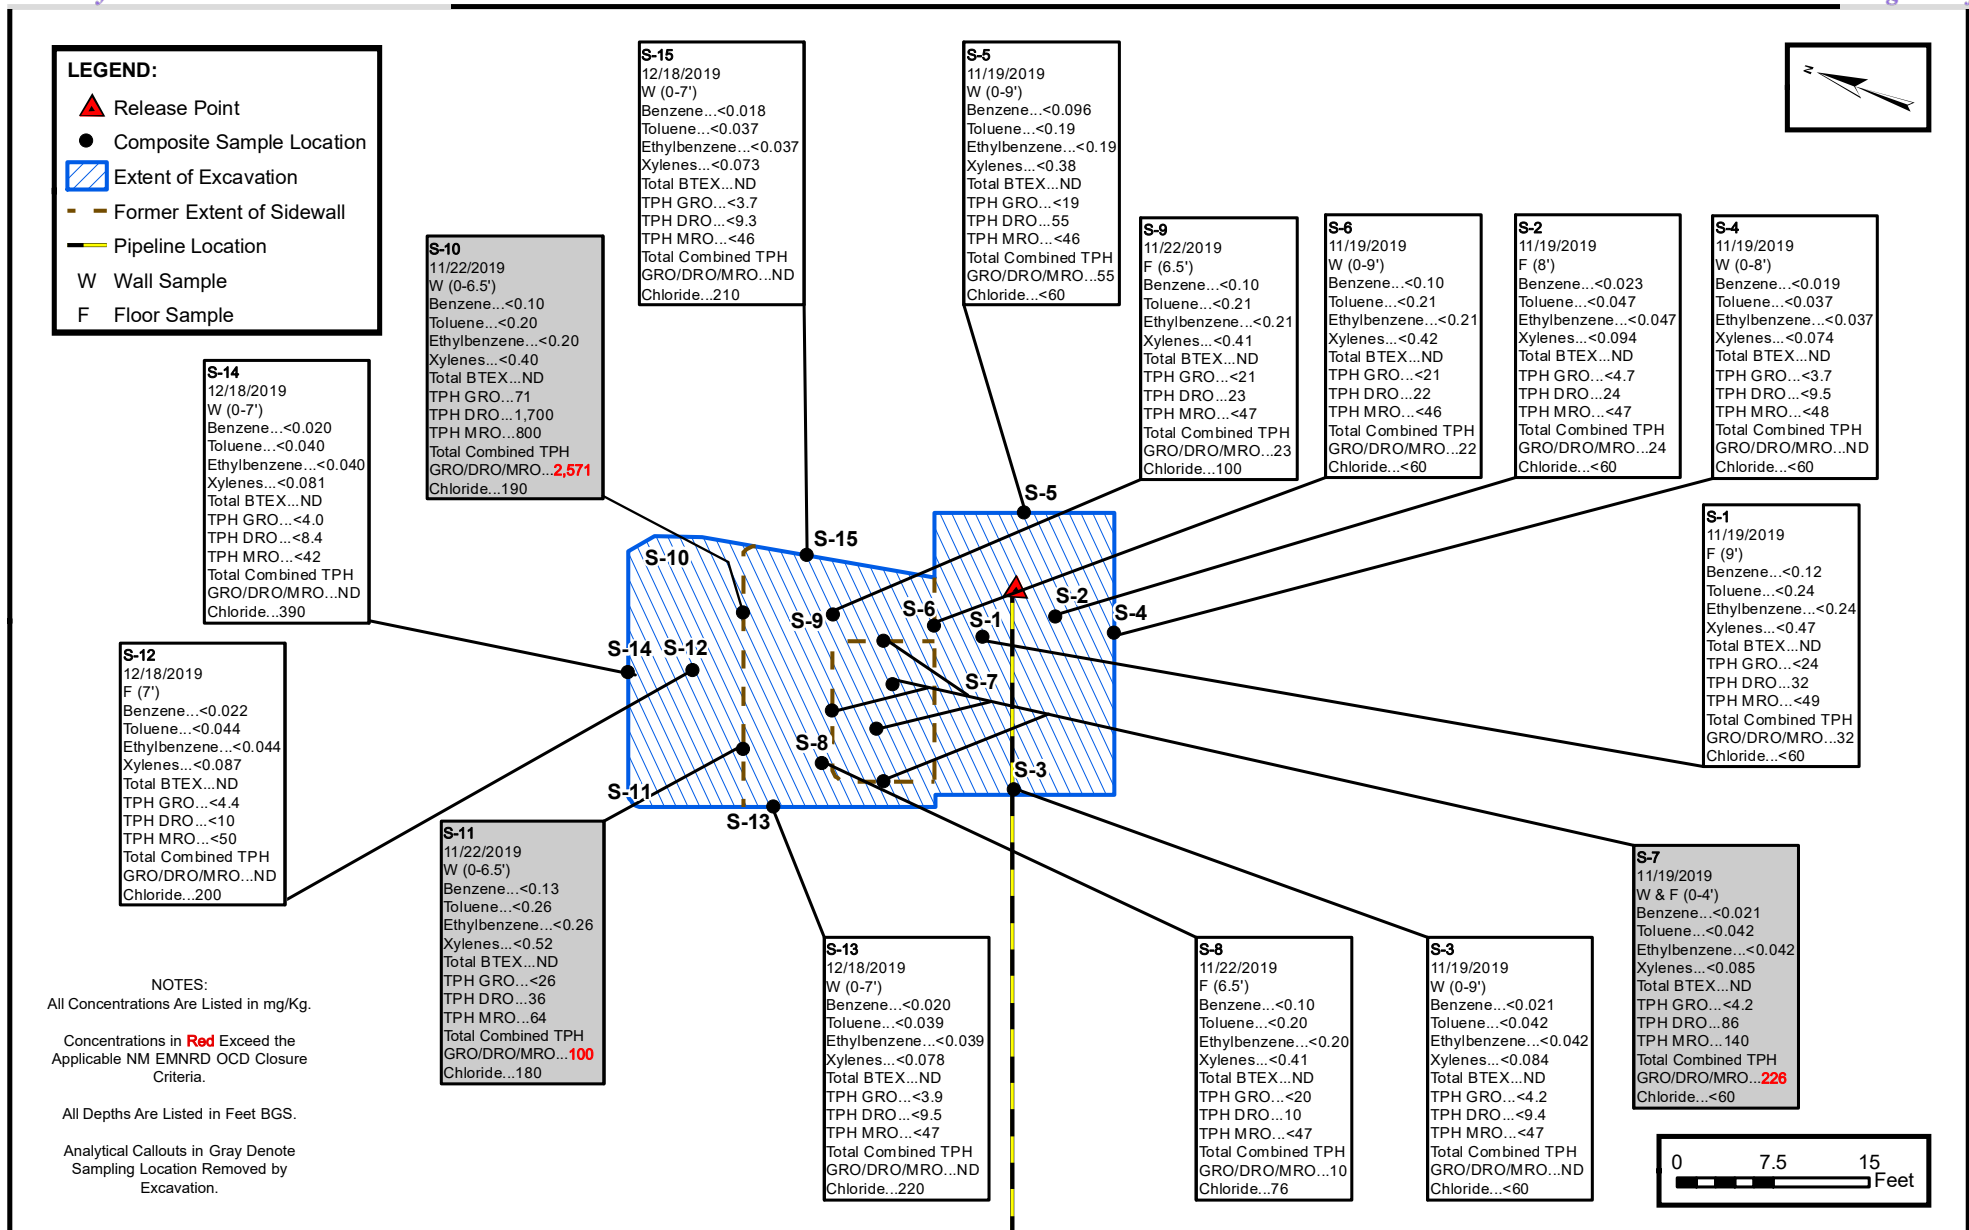 LEGEND:
Release Point
Composite Sample Location
Extent of Excavation
Former Extent of Sidewall
Pipeline Location
W Wall Sample
F Floor Sample
S-15
12/18/2019
W (0-7')
Benzene...<0.018
Toluene...<0.037
Ethylbenzene...<0.037
Xylenes...<0.073
Total BTEX...ND
TPH GRO...<3.7
TPH DRO...<9.3
TPH MRO...<46
Total Combined TPH
GRO/DRO/MRO...ND
Chloride...210
S-5
11/19/2019
W (0-9')
Benzene...<0.096
Toluene...<0.19
Ethylbenzene...<0.19
Xylenes...<0.38
Total BTEX...ND
TPH GRO...<19
TPH DRO...55
TPH MRO...<46
Total Combined TPH
GRO/DRO/MRO...55
Chloride...<60
N
S-10
11/22/2019
W (0-6.5')
Benzene...<0.10
Toluene...<0.20
Ethylbenzene...<0.20
Xylenes...<0.40
Total BTEX...ND
TPH GRO...71
TPH DRO...1,700
TPH MRO...800
Total Combined TPH
GRO/DRO/MRO...2,571
Chloride...190
S-9
11/22/2019
F (6.5')
Benzene...<0.10
Toluene...<0.21
Ethylbenzene...<0.21
Xylenes...<0.41
Total BTEX...ND
TPH GRO...<21
TPH DRO...23
TPH MRO...<47
Total Combined TPH
GRO/DRO/MRO...23
Chloride...100
S-6
11/19/2019
W (0-9')
Benzene...<0.10
Toluene...<0.21
Ethylbenzene...<0.21
Xylenes...<0.42
Total BTEX...ND
TPH GRO...<21
TPH DRO...22
TPH MRO...<46
Total Combined TPH
GRO/DRO/MRO...22
Chloride...<60
S-2
11/19/2019
F (8')
Benzene...<0.023
Toluene...<0.047
Ethylbenzene...<0.047
Xylenes...<0.094
Total BTEX...ND
TPH GRO...<4.7
TPH DRO...24
TPH MRO...<47
Total Combined TPH
GRO/DRO/MRO...24
Chloride...<60
S-4
11/19/2019
W (0-8')
Benzene...<0.019
Toluene...<0.037
Ethylbenzene...<0.037
Xylenes...<0.074
Total BTEX...ND
TPH GRO...<3.7
TPH DRO...<9.5
TPH MRO...<48
Total Combined TPH
GRO/DRO/MRO...ND
Chloride...<60
S-14
12/18/2019
W (0-7')
Benzene...<0.020
Toluene...<0.040
Ethylbenzene...<0.040
Xylenes...<0.081
Total BTEX...ND
TPH GRO...<4.0
TPH DRO...<8.4
TPH MRO...<42
Total Combined TPH
GRO/DRO/MRO...ND
Chloride...390
S-1
11/19/2019
F (9')
Benzene...<0.12
Toluene...<0.24
Ethylbenzene...<0.24
Xylenes...<0.47
Total BTEX...ND
TPH GRO...<24
TPH DRO...32
TPH MRO...<49
Total Combined TPH
GRO/DRO/MRO...32
Chloride...<60
S-5
S-15
S-10
S-9
S-6
S-1
S-2
S-4
S-14
S-12
S-7
S-8
S-3
S-11
S-13
S-12
12/18/2019
F (7')
Benzene...<0.022
Toluene...<0.044
Ethylbenzene...<0.044
Xylenes...<0.087
Total BTEX...ND
TPH GRO...<4.4
TPH DRO...<10
TPH MRO...<50
Total Combined TPH
GRO/DRO/MRO...ND
Chloride...200
S-11
11/22/2019
W (0-6.5')
Benzene...<0.13
Toluene...<0.26
Ethylbenzene...<0.26
Xylenes...<0.52
Total BTEX...ND
TPH GRO...<26
TPH DRO...36
TPH MRO...64
Total Combined TPH
GRO/DRO/MRO...100
Chloride...180
S-13
12/18/2019
W (0-7')
Benzene...<0.020
Toluene...<0.039
Ethylbenzene...<0.039
Xylenes...<0.078
Total BTEX...ND
TPH GRO...<3.9
TPH DRO...<9.5
TPH MRO...<47
Total Combined TPH
GRO/DRO/MRO...ND
Chloride...220
S-8
11/22/2019
F (6.5')
Benzene...<0.10
Toluene...<0.20
Ethylbenzene...<0.20
Xylenes...<0.41
Total BTEX...ND
TPH GRO...<20
TPH DRO...10
TPH MRO...<47
Total Combined TPH
GRO/DRO/MRO...10
Chloride...76
S-3
11/19/2019
W (0-9')
Benzene...<0.021
Toluene...<0.042
Ethylbenzene...<0.042
Xylenes...<0.084
Total BTEX...ND
TPH GRO...<4.2
TPH DRO...<9.4
TPH MRO...<47
Total Combined TPH
GRO/DRO/MRO...ND
Chloride...<60
S-7
11/19/2019
W & F (0-4')
Benzene...<0.021
Toluene...<0.042
Ethylbenzene...<0.042
Xylenes...<0.085
Total BTEX...ND
TPH GRO...<4.2
TPH DRO...86
TPH MRO...140
Total Combined TPH
GRO/DRO/MRO...226
Chloride...<60
NOTES:
All Concentrations Are Listed in mg/Kg.
Concentrations in Red Exceed the
Applicable NM EMNRD OCD Closure
Criteria.
All Depths Are Listed in Feet BGS.
Analytical Callouts in Gray Denote
Sampling Location Removed by
Excavation.
0 7.5 15
Feet